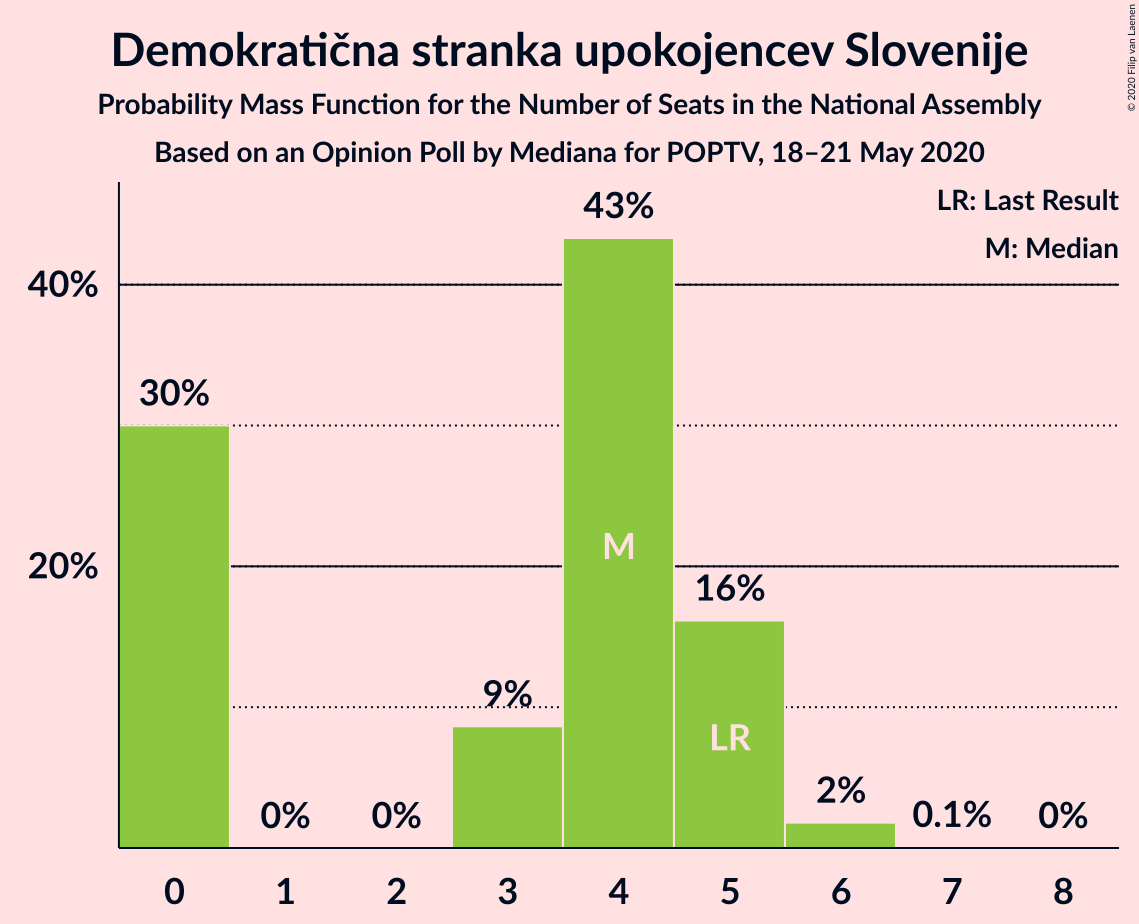 Demokratična stranka upokojencev Slovenije
Probability Mass Function for the Number of Seats in the National Assembly
Based on an Opinion Poll by Mediana for POPTV, 18–21 May 2020
© 2020 Filip van Laenen
LR: Last Result
M: Median
43%
40%
30%
M
20%
16%
9%
LR
2%
0%
0%
0.1%
0%
0 1 2 3 4 5 6 7 8